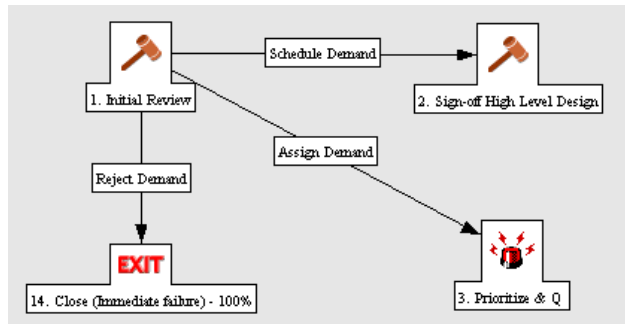 Schedule Demand
1. Initial Review
2. Sign-off High Level Design
Assign Demand
Reject Demand
EXIT
14. Close (Immediate failure) - 100%
3. Prioritize & Q